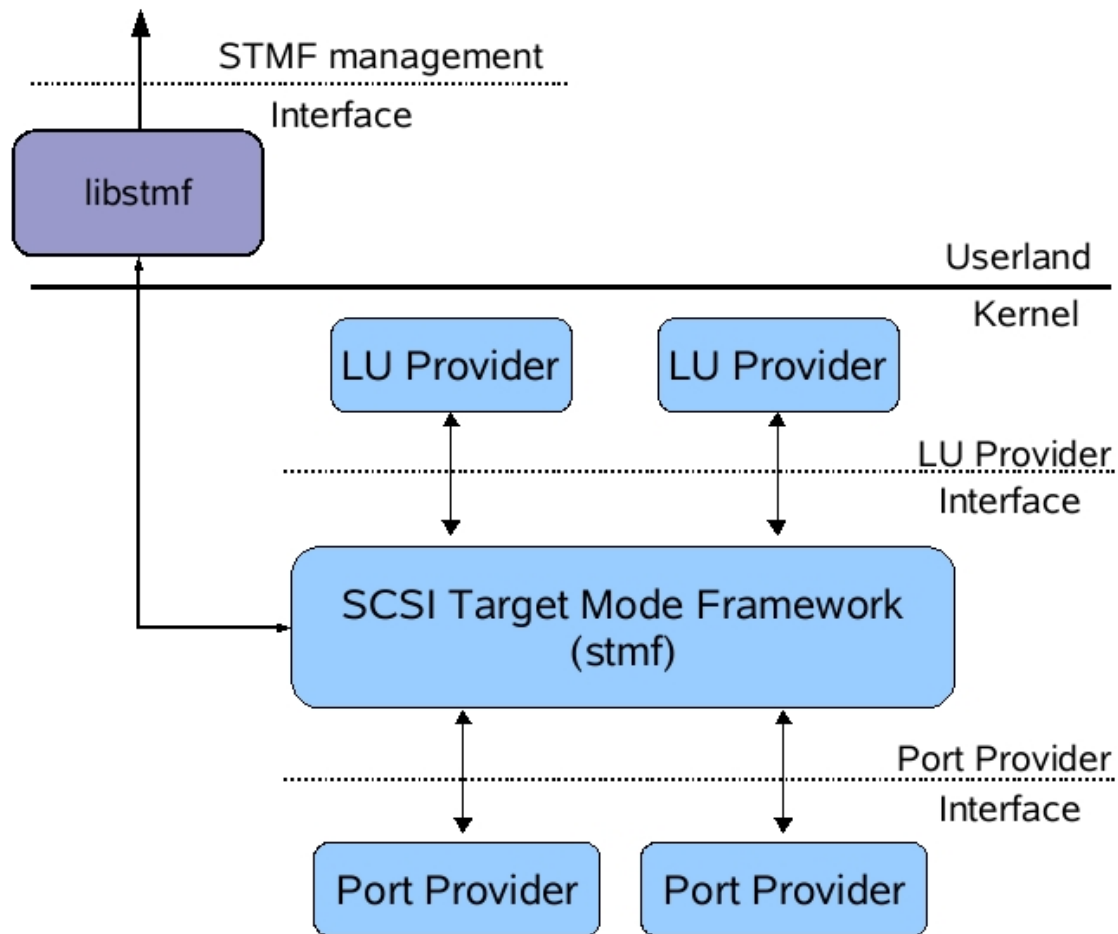 STMF management
Interface
libstmf
Userland
Kernel
LU Provider
LU Provider
LU Provider
Interface
SCSI Target Mode Framework
(stmf)
Port Provider
Interface
Port Provider
Port Provider